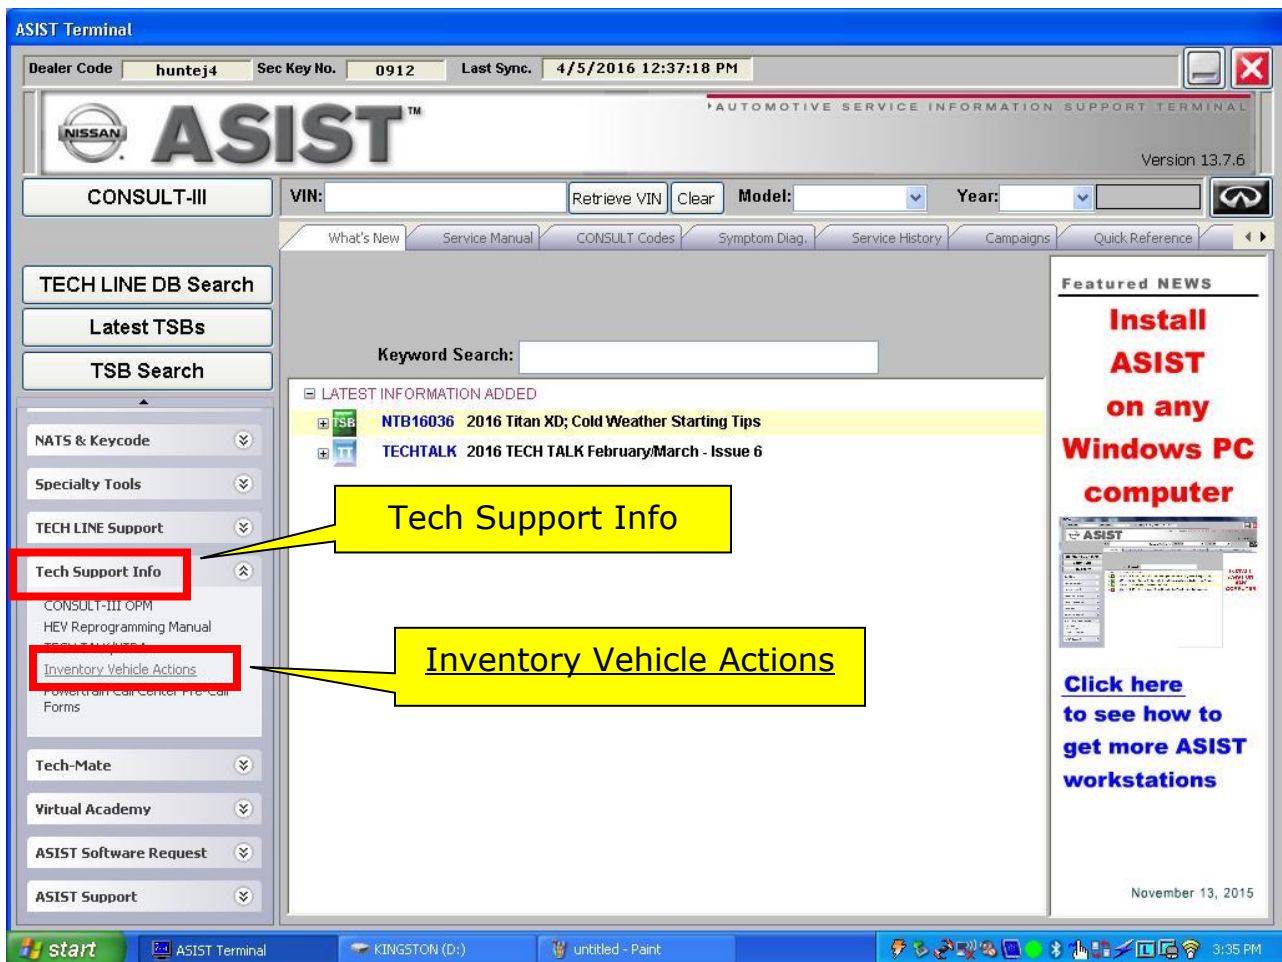 ASIST Terminal
Dealer Code huntej4 Sec Key No. 0912 Last Sync. 4/5/2016 12:37:18 PM
NISSAN ASIST™
AUTOMOTIVE SERVICE INFORMATION SUPPORT TERMINAL
Version 13.7.6
CONSULT-III
VIN: Retrieve VIN Clear Model: Year:
What's New Service Manual CONSULT Codes Symptom Diag. Service History Campaigns Quick Reference
TECH LINE DB Search
Latest TSBs
TSB Search
Keyword Search:
LATEST INFORMATION ADDED
TSB NTB16036 2016 Titan XD; Cold Weather Starting Tips
TT TECHTALK 2016 TECH TALK February/March - Issue 6
NATS & Keycode
Specialty Tools
TECH LINE Support
Tech Support Info
CONSULT-III OPM
HEV Reprogramming Manual
Inventory Vehicle Actions
Powertrain Call Center Pre-Call
Forms
Tech-Mate
Virtual Academy
ASIST Software Request
ASIST Support
Tech Support Info
Inventory Vehicle Actions
Featured NEWS
Install
ASIST
on any
Windows PC
computer
ASIST
Click here
to see how to
get more ASIST
workstations
November 13, 2015
start ASIST Terminal KINGSTON (D:) untitled - Paint 3:35 PM